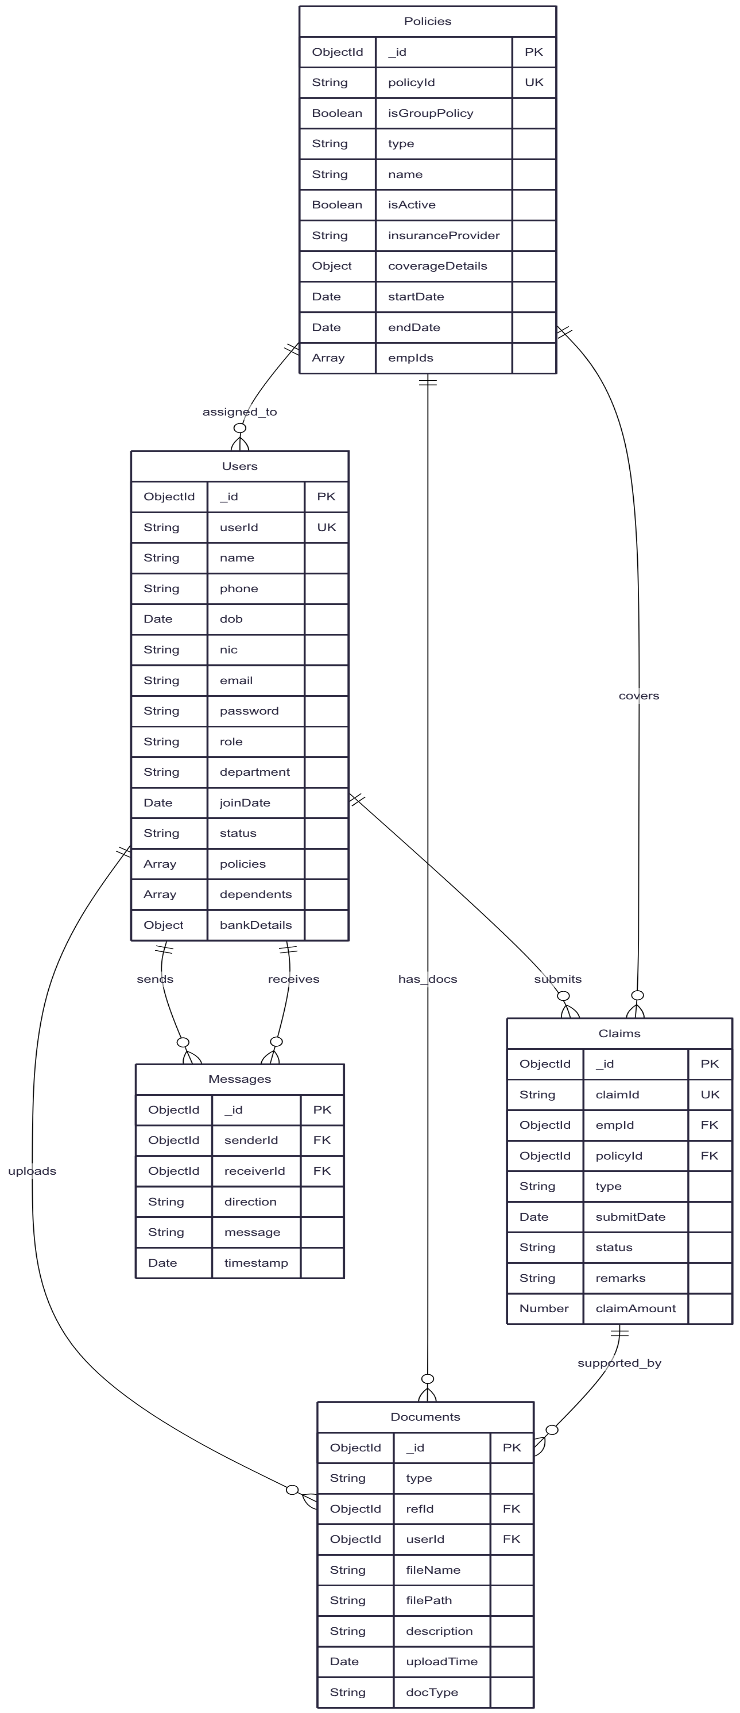 Policies
ObjectId _id PK
String policyId UK
Boolean isGroupPolicy
String type
String name
Boolean isActive
String insuranceProvider
Object coverageDetails
Date startDate
Date endDate
Array empIds
assigned_to
Users
ObjectId _id PK
String userId UK
String name
String phone
Date dob
String nic
String email
String password
String role
String department
Date joinDate
String status
Array policies
Array dependents
Object bankDetails
covers
sends
receives
has_docs
submits
Messages
ObjectId _id PK
ObjectId senderId FK
ObjectId receiverId FK
String direction
String message
Date timestamp
Claims
ObjectId _id PK
String claimId UK
ObjectId empId FK
ObjectId policyId FK
String type
Date submitDate
String status
String remarks
Number claimAmount
uploads
supported_by
Documents
ObjectId _id PK
String type
ObjectId refId FK
ObjectId userId FK
String fileName
String filePath
String description
Date uploadTime
String docType